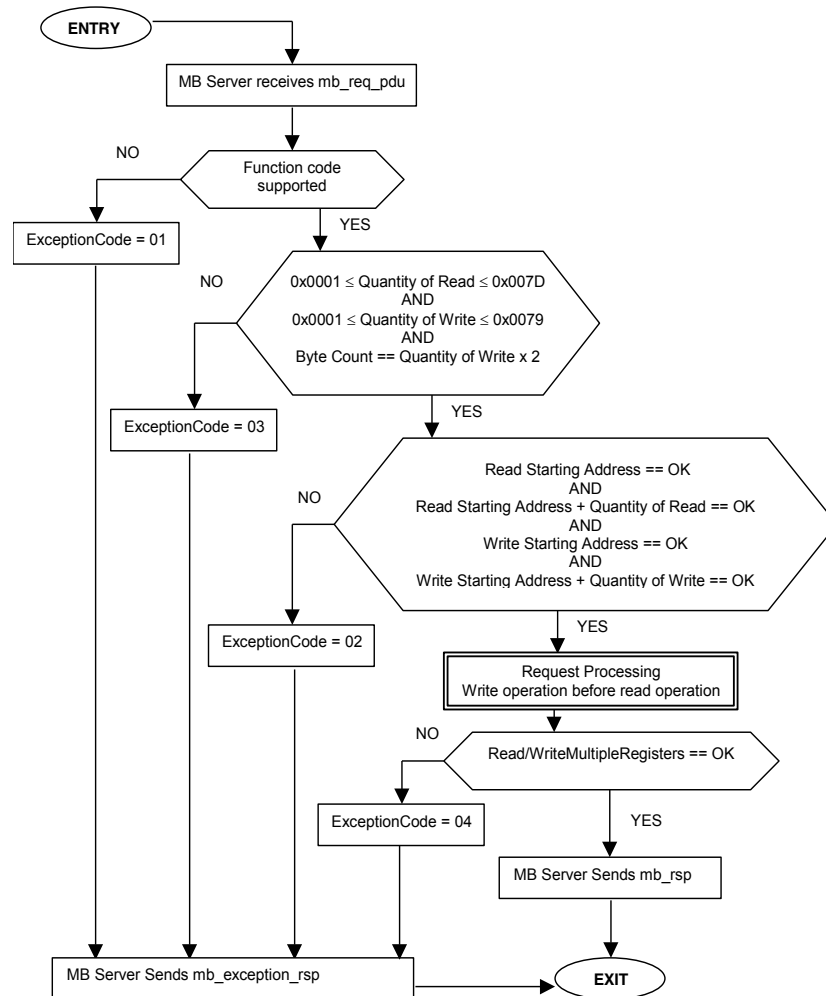 ENTRY
MB Server receives mb_req_pdu
NO
Function code
supported
YES
ExceptionCode = 01
NO
0x0001 ≤ Quantity of Read ≤ 0x007D
AND
0x0001 ≤ Quantity of Write ≤ 0x0079
AND
Byte Count == Quantity of Write x 2
YES
ExceptionCode = 03
NO
Read Starting Address == OK
AND
Read Starting Address + Quantity of Read == OK
AND
Write Starting Address == OK
AND
Write Starting Address + Quantity of Write == OK
YES
ExceptionCode = 02
Request Processing
Write operation before read operation
NO
Read/WriteMultipleRegisters == OK
ExceptionCode = 04
YES
MB Server Sends mb_rsp
MB Server Sends mb_exception_rsp
EXIT